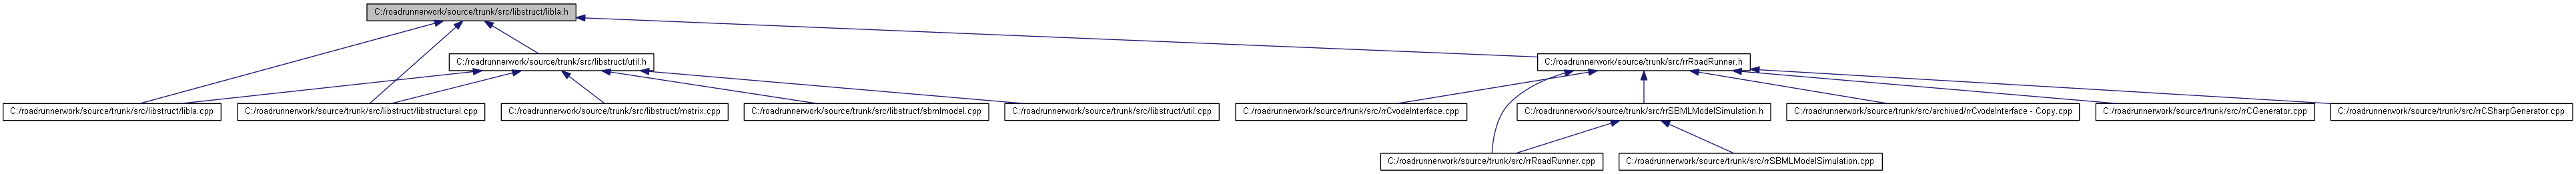 C:/roadrunnerwork/source/trunk/src/libstruct/libla.h
C:/roadrunnerwork/source/trunk/src/libstruct/util.h
C:/roadrunnerwork/source/trunk/src/rrRoadRunner.h
C:/roadrunnerwork/source/trunk/src/libstruct/libla.cpp
C:/roadrunnerwork/source/trunk/src/libstruct/libstructural.cpp
C:/roadrunnerwork/source/trunk/src/libstruct/matrix.cpp
C:/roadrunnerwork/source/trunk/src/libstruct/sbmlmodel.cpp
C:/roadrunnerwork/source/trunk/src/libstruct/util.cpp
C:/roadrunnerwork/source/trunk/src/rrCvodeInterface.cpp
C:/roadrunnerwork/source/trunk/src/rrSBMLModelSimulation.h
C:/roadrunnerwork/source/trunk/src/archived/rrCvodeInterface - Copy.cpp
C:/roadrunnerwork/source/trunk/src/rrCGenerator.cpp
C:/roadrunnerwork/source/trunk/src/rrCSharpGenerator.cpp
C:/roadrunnerwork/source/trunk/src/rrRoadRunner.cpp
C:/roadrunnerwork/source/trunk/src/rrSBMLModelSimulation.cpp